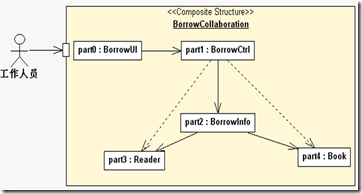 <<Composite Structure>>
BorrowCollaboration
part0 : BorrowUI
part1 : BorrowCtrl
工作人员
part2 : BorrowInfo
part3 : Reader
part4 : Book